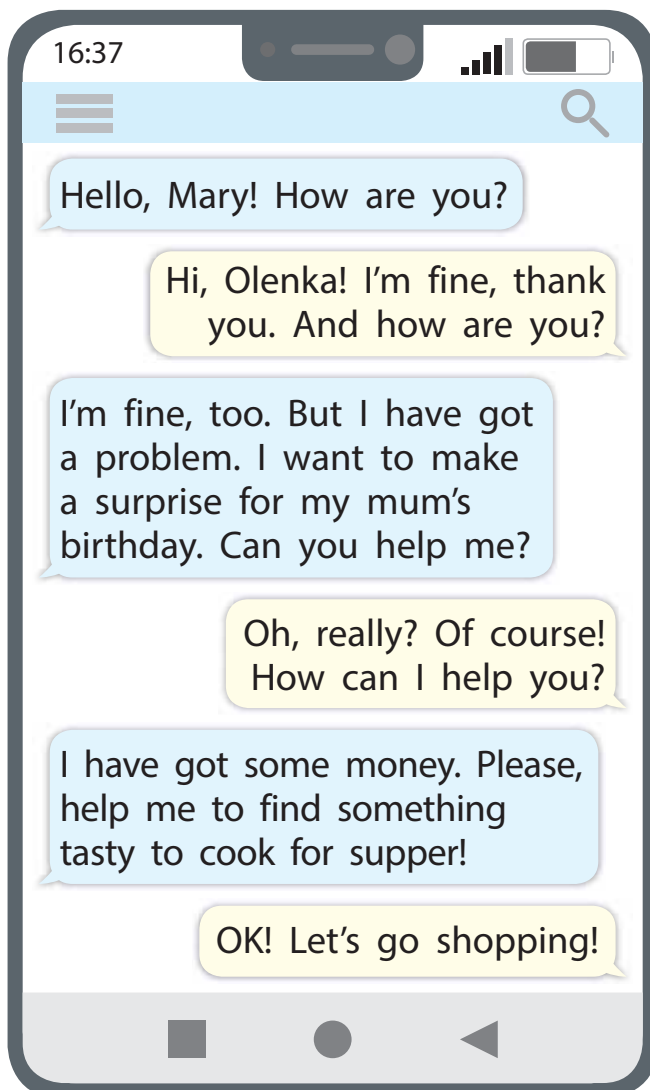 16:37
Hello, Mary! How are you?
Hi, Olenka! I'm fine, thank
you. And how are you?
I'm fine, too. But I have got
a problem. I want to make
a surprise for my mum's
birthday. Can you help me?
Oh, really? Of course!
How can I help you?
I have got some money. Please,
help me to find something
tasty to cook for supper!
OK! Let's go shopping!